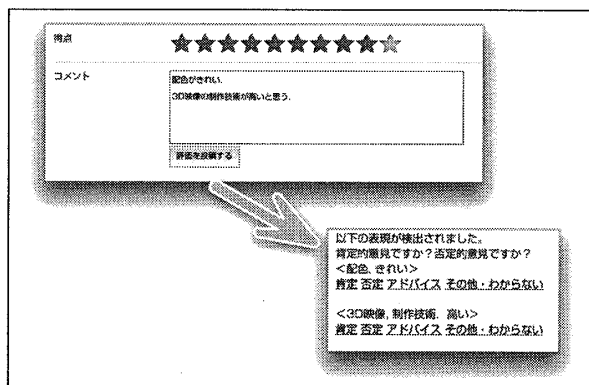 得点
コメント
配色がきれい.
3D映像の制作技術が高いと思う.
評価を投稿する
以下の表現が検出されました。
肯定的意見ですか？否定的意見ですか？
<配色, きれい>
肯定 否定 アドバイス その他・わからない
<3D映像, 制作技術, 高い>
肯定 否定 アドバイス その他・わからない